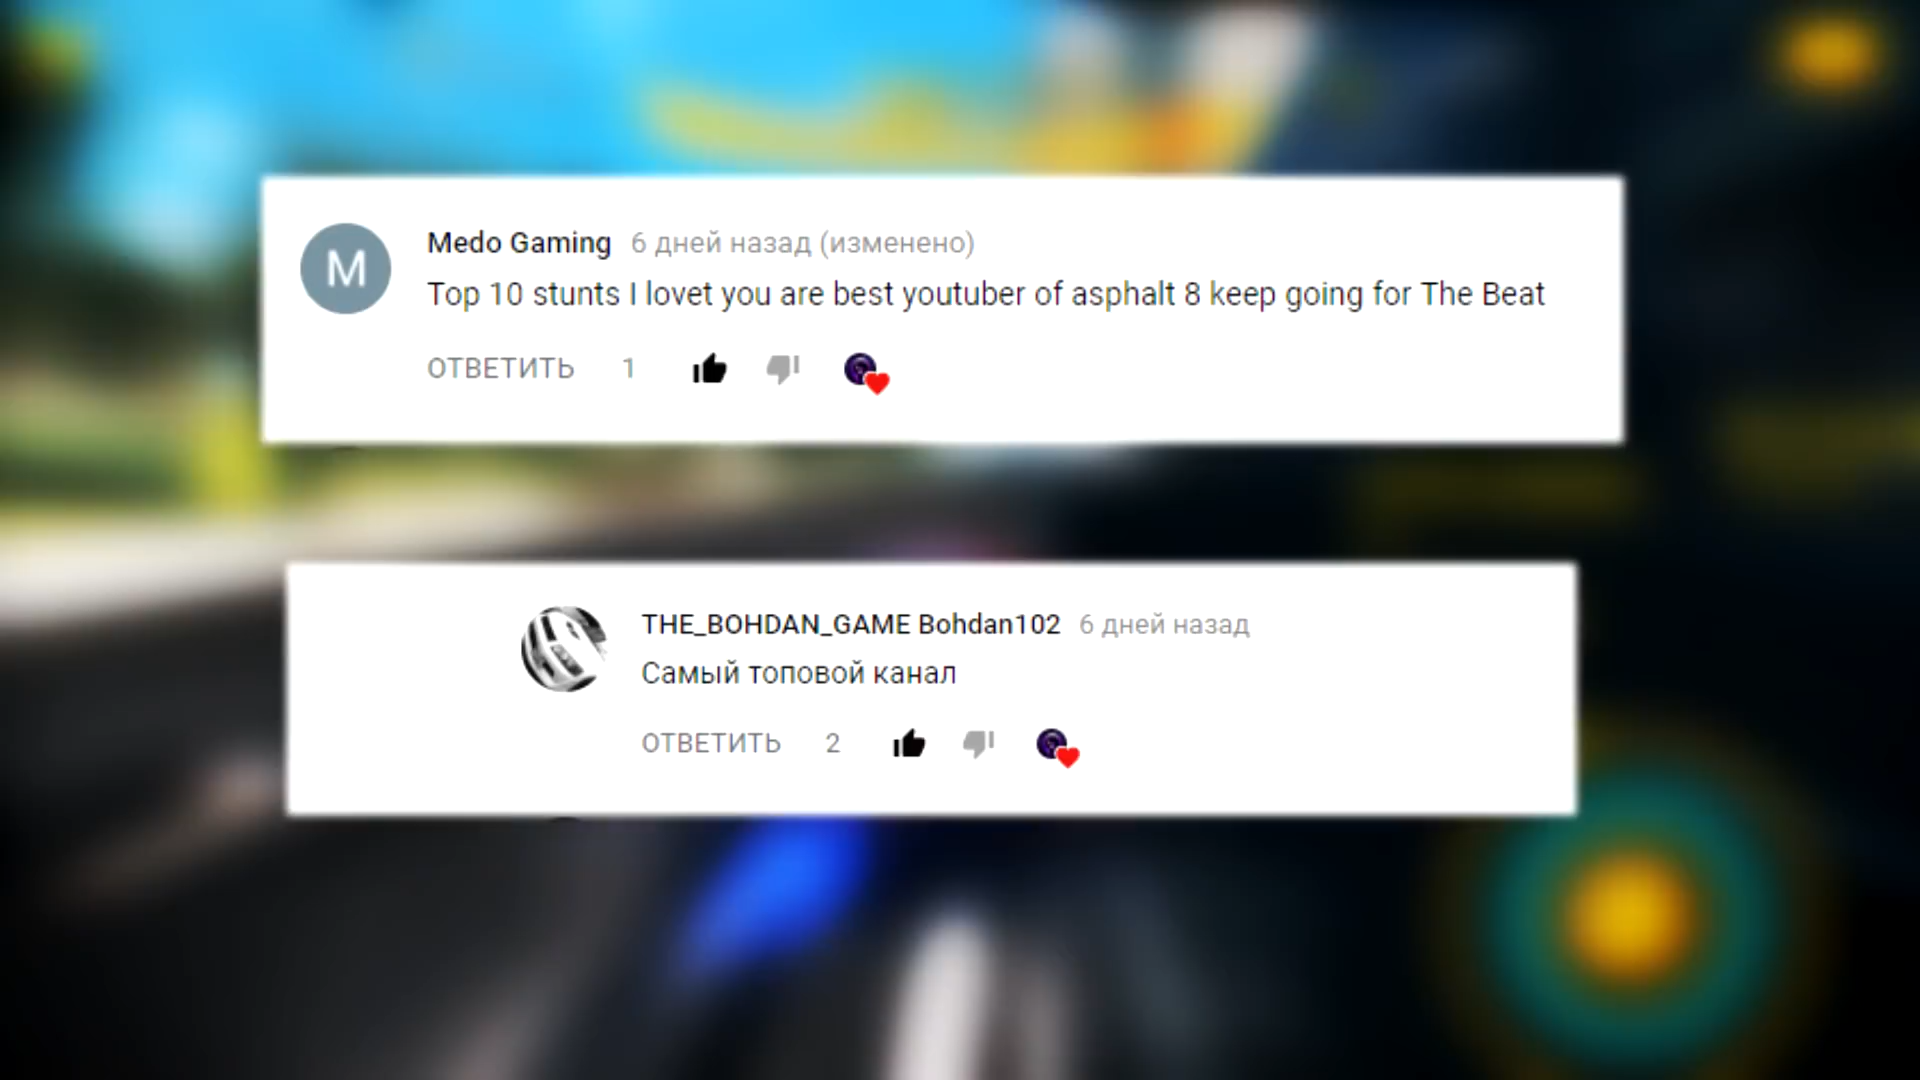 M
Medo Gaming 6 дней назад (изменено)
Top 10 stunts I lovet you are best youtuber of asphalt 8 keep going for The Beat
ОТВЕТИТЬ 1
THE_BOHDAN_GAME Bohdan102 6 дней назад
Самый топовой канал
ОТВЕТИТЬ 2